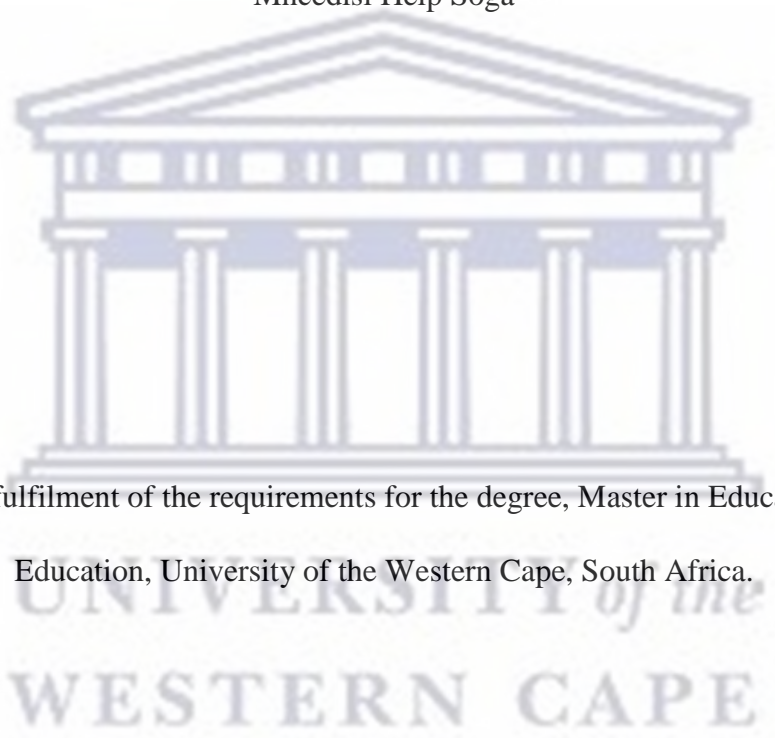 Help Soga
fulfilment of the requirements for the degree, Master in Educa
Education, University of the Western Cape, South Africa.
UNIVERSITY of the
WESTERN CAPE